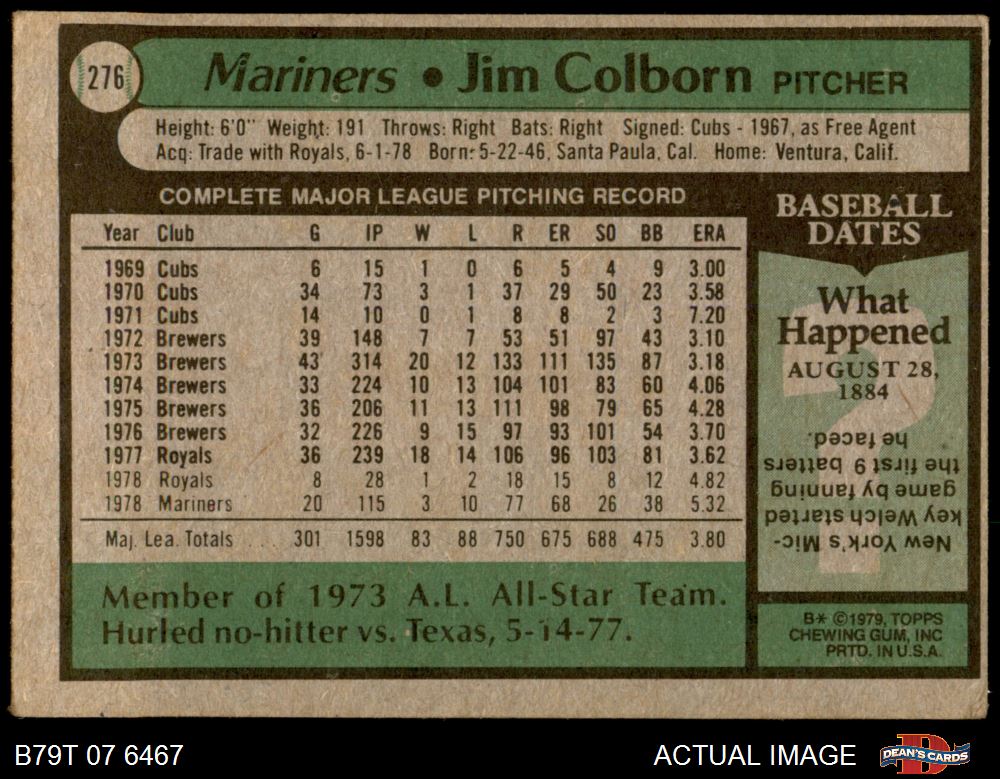 276
Mariners • Jim Colborn PITCHER
Height: 6'0" Weight: 191 Throws: Right Bats: Right Signed: Cubs - 1967, as Free Agent
Acq: Trade with Royals, 6-1-78 Born: 5-22-46, Santa Paula, Cal. Home: Ventura, Calif.
COMPLETE MAJOR LEAGUE PITCHING RECORD
Year Club G IP W L R ER SO BB ERA
1969 Cubs 6 15 1 0 6 5 4 9 3.00
1970 Cubs 34 73 3 1 37 29 50 23 3.58
1971 Cubs 14 10 0 1 8 8 2 3 7.20
1972 Brewers 39 148 7 7 53 51 97 43 3.10
1973 Brewers 43 314 20 12 133 111 135 87 3.18
1974 Brewers 33 224 10 13 104 101 83 60 4.06
1975 Brewers 36 206 11 13 111 98 79 65 4.28
1976 Brewers 32 226 9 15 97 93 101 54 3.70
1977 Royals 36 239 18 14 106 96 103 81 3.62
1978 Royals 8 28 1 2 18 15 8 12 4.82
1978 Mariners 20 115 3 10 77 68 26 38 5.32
Maj. Lea. Totals . . . 301 1598 83 88 750 675 688 475 3.80
Member of 1973 A.L. All-Star Team.
Hurled no-hitter vs. Texas, 5-14-77.
BASEBALL
DATES
What
Happened
AUGUST 28,
1884
New York's Mic-
key Welch started
game by fanning
the first 9 batters
he faced.
B* ©1979, TOPPS
CHEWING GUM, INC
PRTD. IN U.S.A.
B79T 07 6467
ACTUAL IMAGE
DEAN'S CARDS